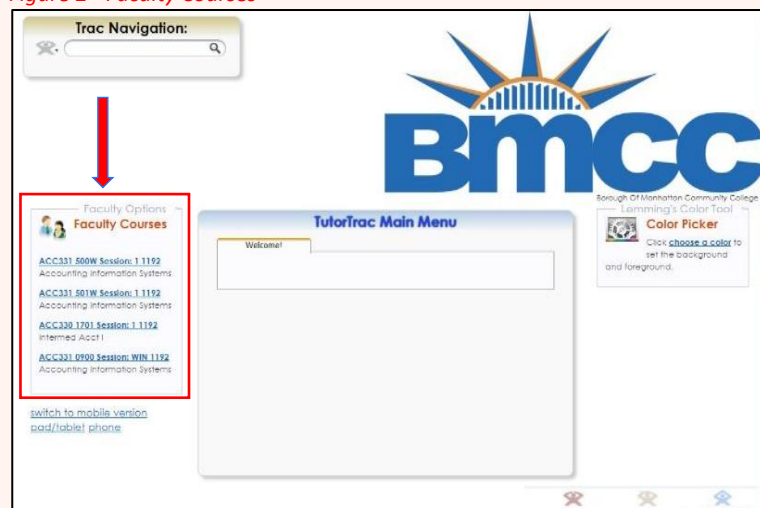 Figure 2 - Faculty Courses
Trac Navigation:
BMCC
Borough Of Manhattan Community College
Faculty Options
Faculty Courses
ACC331 500W Session: 1 1192
Accounting Information Systems
ACC331 501W Session: 1 1192
Accounting Information Systems
ACC330 1701 Session: 1 1192
Intermed Acct I
ACC331 0900 Session: WIN 1192
Accounting Information Systems
switch to mobile version
pad/tablet phone
TutorTrac Main Menu
Welcome!
Lemming's Color Tool
Color Picker
Click choose a color to
set the background
and foreground.